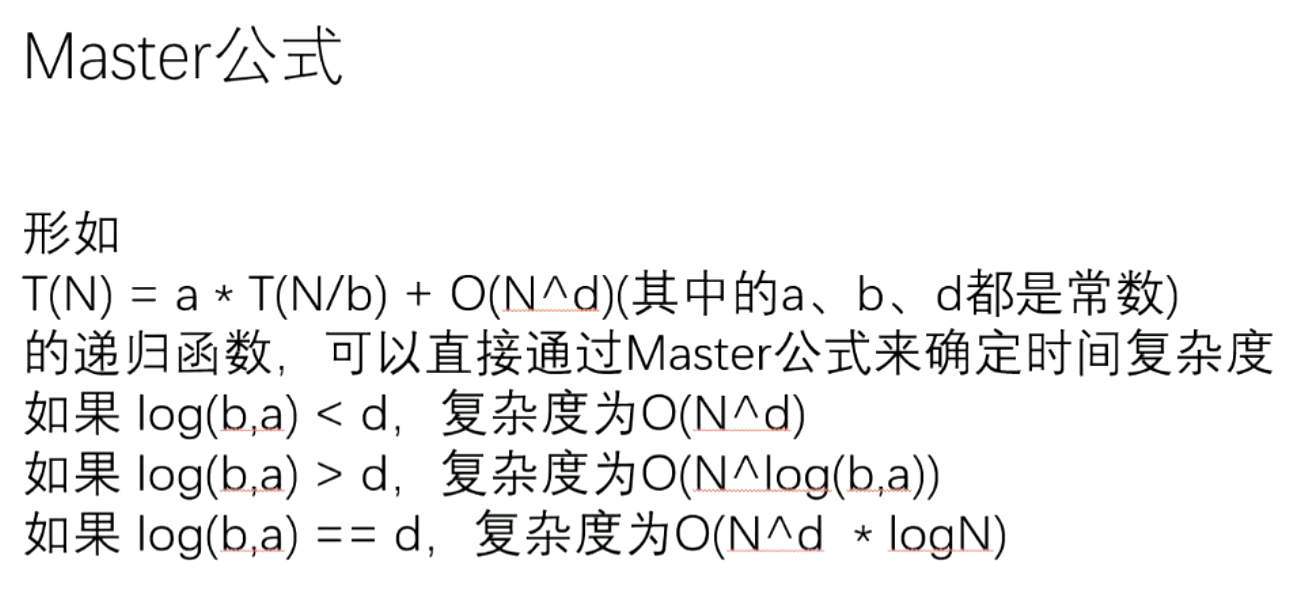 Master公式
形如
T(N) = a * T(N/b) + O(N^d)(其中的a、b、d都是常数)
的递归函数，可以直接通过Master公式来确定时间复杂度
如果 log(b,a) < d，复杂度为O(N^d)
如果 log(b,a) > d，复杂度为O(N^log(b,a))
如果 log(b,a) == d，复杂度为O(N^d  * logN)